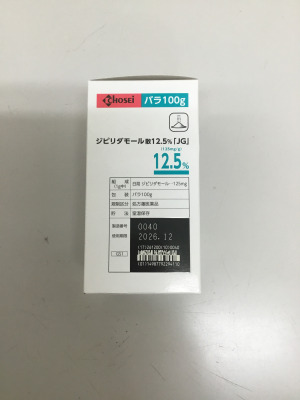 CHOSEI バラ100g
ジピリダモール散12.5%「JG」
(125mg/g)
12.5%
組成(1g中) 日局 ジピリダモール…125mg
包装 バラ100g
規制区分 処方箋医薬品
貯法 室温保存
製造番号 0040
使用期限 2026.12
GS1